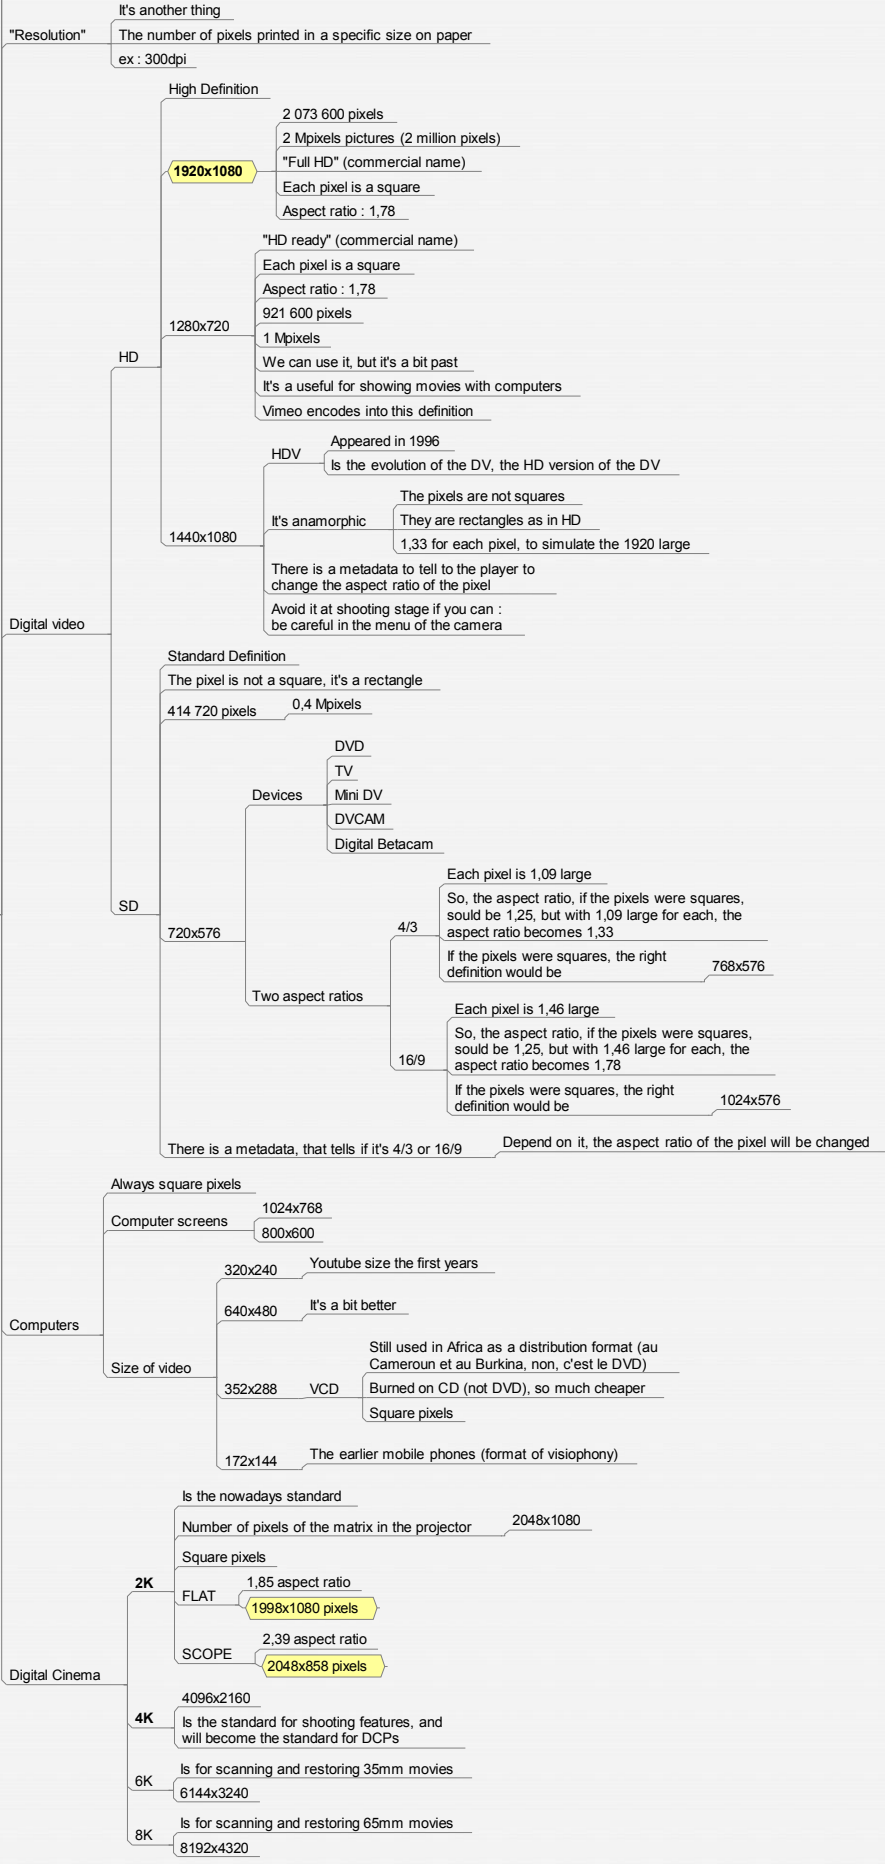 "Resolution"
It's another thing
The number of pixels printed in a specific size on paper
ex : 300dpi
Digital video
HD
High Definition
1920x1080
2 073 600 pixels
2 Mpixels pictures (2 million pixels)
"Full HD" (commercial name)
Each pixel is a square
Aspect ratio : 1,78
1280x720
"HD ready" (commercial name)
Each pixel is a square
Aspect ratio : 1,78
921 600 pixels
1 Mpixels
We can use it, but it's a bit past
It's a useful for showing movies with computers
Vimeo encodes into this definition
1440x1080
HDV
Appeared in 1996
Is the evolution of the DV, the HD version of the DV
It's anamorphic
The pixels are not squares
They are rectangles as in HD
1,33 for each pixel, to simulate the 1920 large
There is a metadata to tell to the player to
change the aspect ratio of the pixel
Avoid it at shooting stage if you can :
be careful in the menu of the camera
SD
Standard Definition
The pixel is not a square, it's a rectangle
414 720 pixels
0,4 Mpixels
720x576
Devices
DVD
TV
Mini DV
DVCAM
Digital Betacam
Two aspect ratios
4/3
Each pixel is 1,09 large
So, the aspect ratio, if the pixels were squares,
sould be 1,25, but with 1,09 large for each, the
aspect ratio becomes 1,33
If the pixels were squares, the right
definition would be
768x576
16/9
Each pixel is 1,46 large
So, the aspect ratio, if the pixels were squares,
sould be 1,25, but with 1,46 large for each, the
aspect ratio becomes 1,78
If the pixels were squares, the right
definition would be
1024x576
There is a metadata, that tells if it's 4/3 or 16/9
Depend on it, the aspect ratio of the pixel will be changed
Computers
Always square pixels
Computer screens
1024x768
800x600
Size of video
320x240
Youtube size the first years
640x480
It's a bit better
352x288
VCD
Still used in Africa as a distribution format (au
Cameroun et au Burkina, non, c'est le DVD)
Burned on CD (not DVD), so much cheaper
Square pixels
172x144
The earlier mobile phones (format of visiophony)
Digital Cinema
2K
Is the nowadays standard
Number of pixels of the matrix in the projector
2048x1080
Square pixels
FLAT
1,85 aspect ratio
1998x1080 pixels
SCOPE
2,39 aspect ratio
2048x858 pixels
4K
4096x2160
Is the standard for shooting features, and
will become the standard for DCPs
6K
Is for scanning and restoring 35mm movies
6144x3240
8K
Is for scanning and restoring 65mm movies
8192x4320